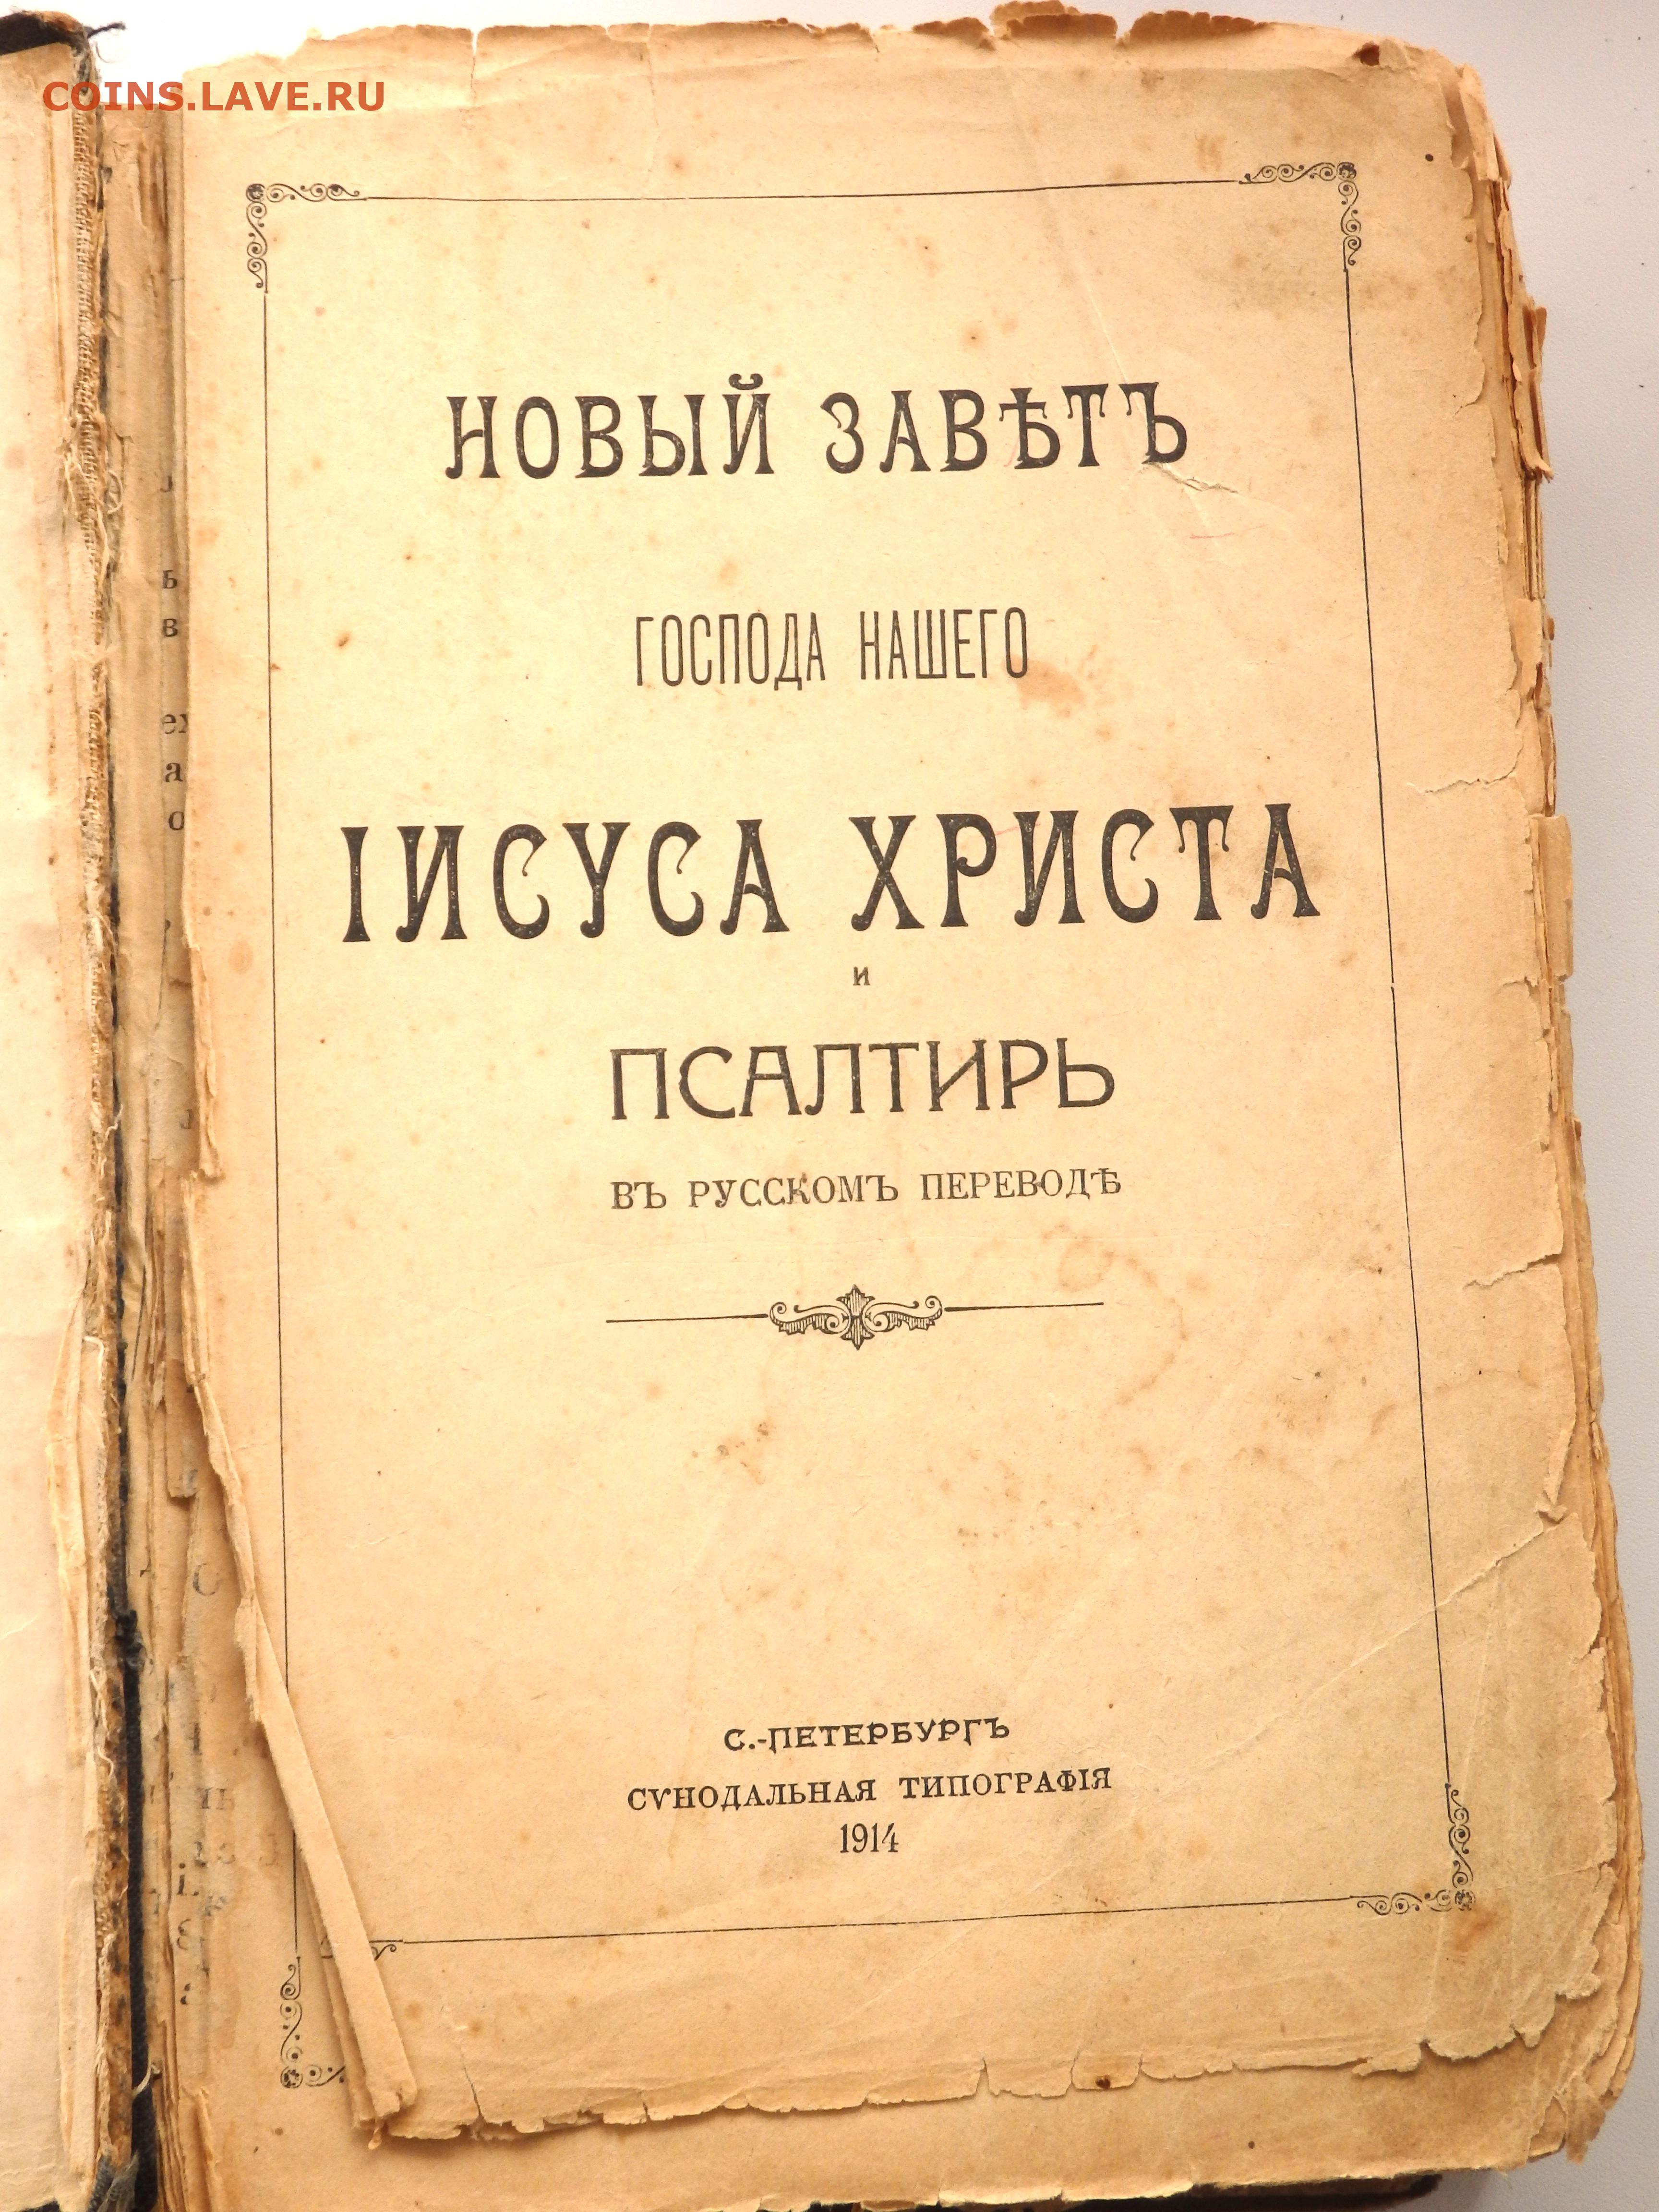 COINS.LAVE.RU
НОВЫЙ ЗАВѢТЪ
ГОСПОДА НАШЕГО
ІИСУСА ХРИСТА
И
ПСАЛТИРЬ
ВЪ РУССКОМЪ ПЕРЕВОДѢ
С.-ПЕТЕРБУРГЪ
СѴНОДАЛЬНАЯ ТИПОГРАФІЯ
1914